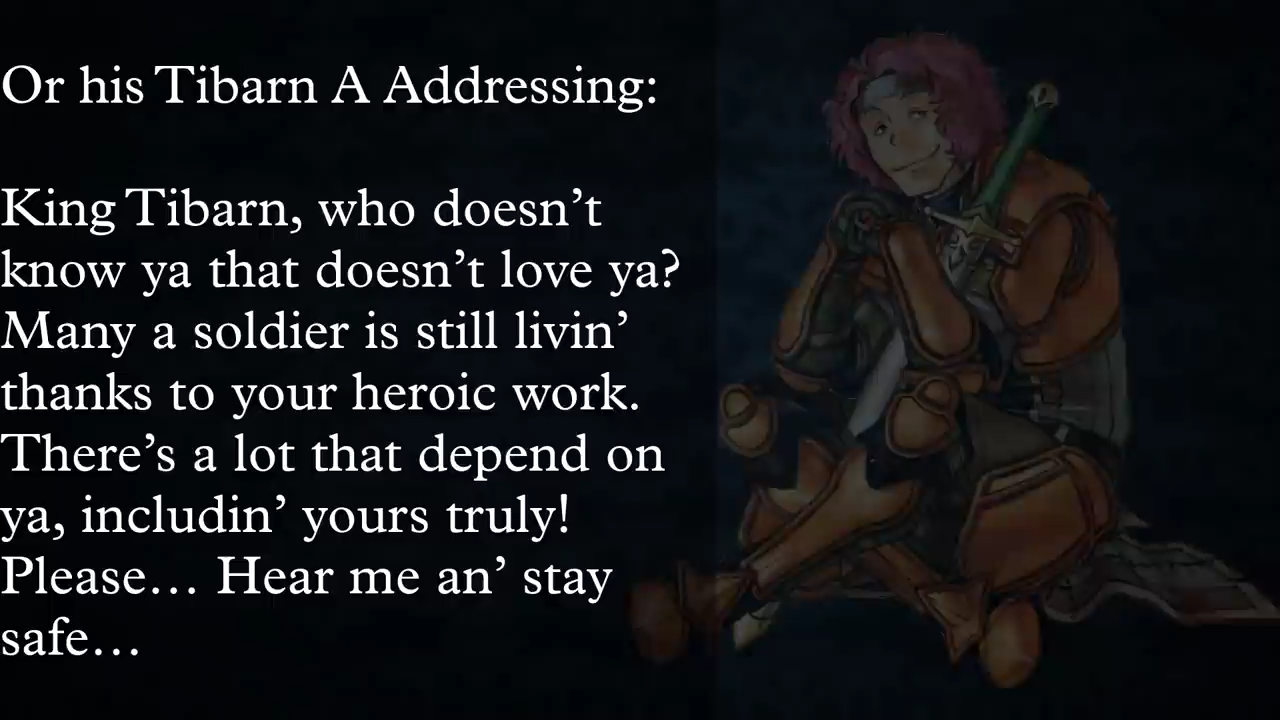 Or his Tibarn A Addressing:
King Tibarn, who doesn’t
know ya that doesn’t love ya?
Many a soldier is still livin’
thanks to your heroic work.
There’s a lot that depend on
ya, includin’ yours truly!
Please… Hear me an’ stay
safe…